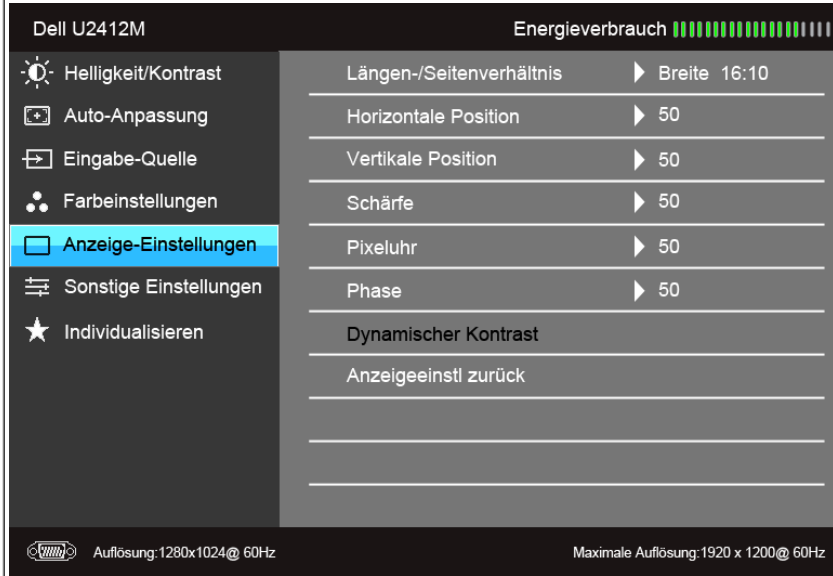 Dell U2412M Energieverbrauch
Helligkeit/Kontrast
Auto-Anpassung
Eingabe-Quelle
Farbeinstellungen
Anzeige-Einstellungen
Sonstige Einstellungen
Individualisieren
Längen-/Seitenverhältnis Breite 16:10
Horizontale Position 50
Vertikale Position 50
Schärfe 50
Pixeluhr 50
Phase 50
Dynamischer Kontrast
Anzeigeeinstl zurück
Auflösung:1280x1024@ 60Hz Maximale Auflösung:1920 x 1200@ 60Hz